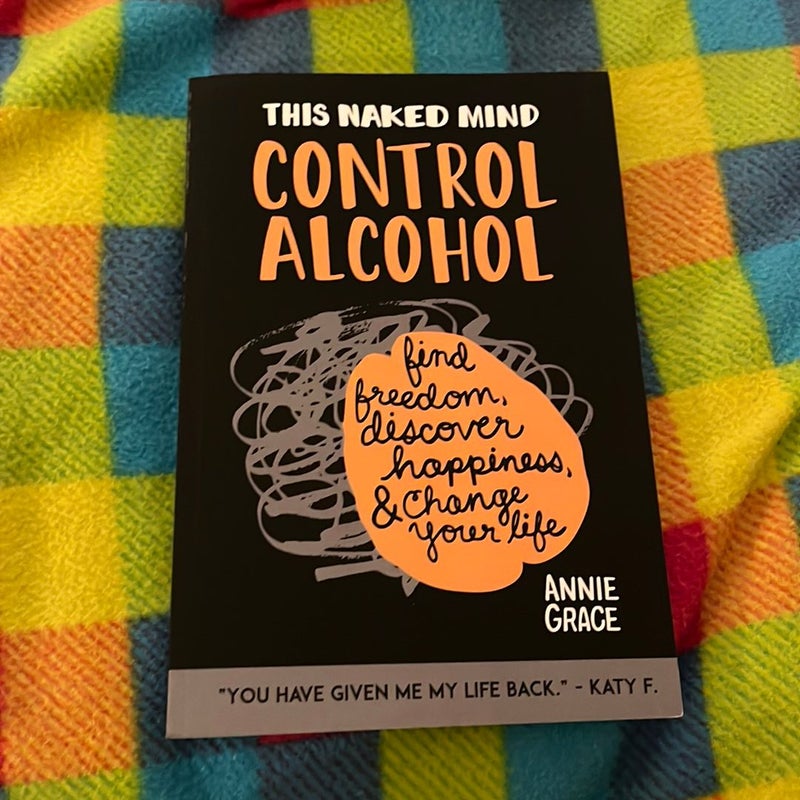 THIS NAKED MIND
CONTROL
ALCOHOL
find
freedom,
discover
happiness,
& change
your life
ANNIE
GRACE
"YOU HAVE GIVEN ME MY LIFE BACK." - KATY F.